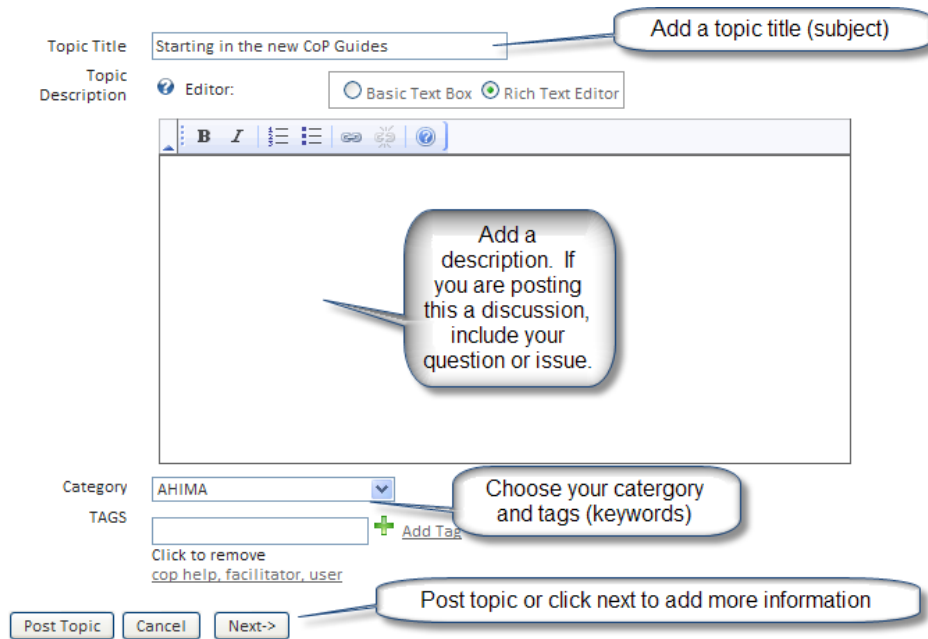 Add a topic title (subject)
Topic Title
Starting in the new CoP Guides
Topic
Description
Editor:
Basic Text Box
Rich Text Editor
B I
Add a
description. If
you are posting
this a discussion,
include your
question or issue.
Category
AHIMA
Choose your catergory
and tags (keywords)
TAGS
Add Tag
Click to remove
cop help, facilitator, user
Post topic or click next to add more information
Post Topic
Cancel
Next->